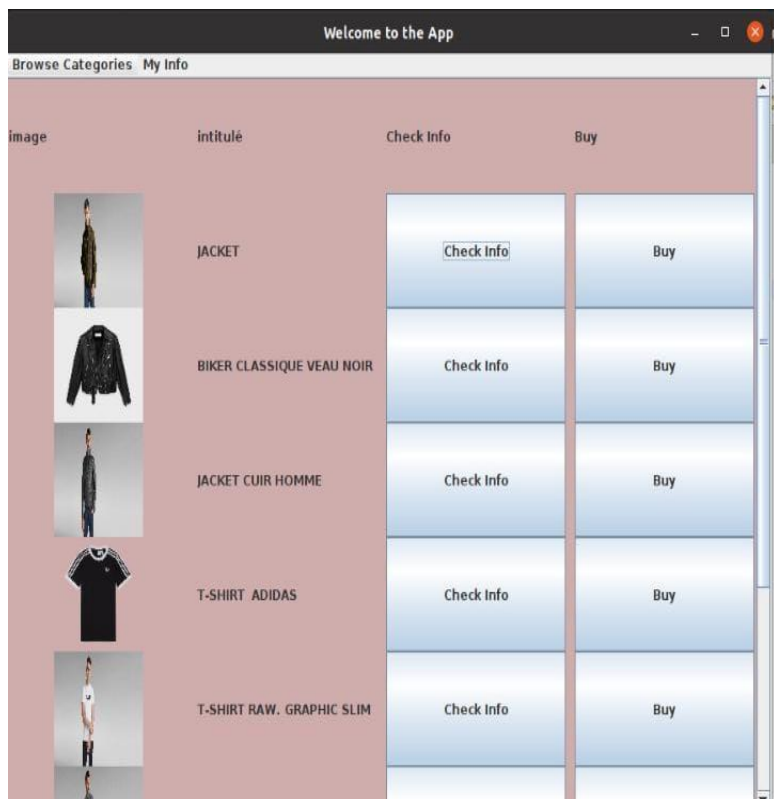 Welcome to the App
Browse Categories My Info
image intitulé Check Info Buy
JACKET Check Info Buy
BIKER CLASSIQUE VEAU NOIR Check Info Buy
JACKET CUIR HOMME Check Info Buy
T-SHIRT ADIDAS Check Info Buy
T-SHIRT RAW. GRAPHIC SLIM Check Info Buy